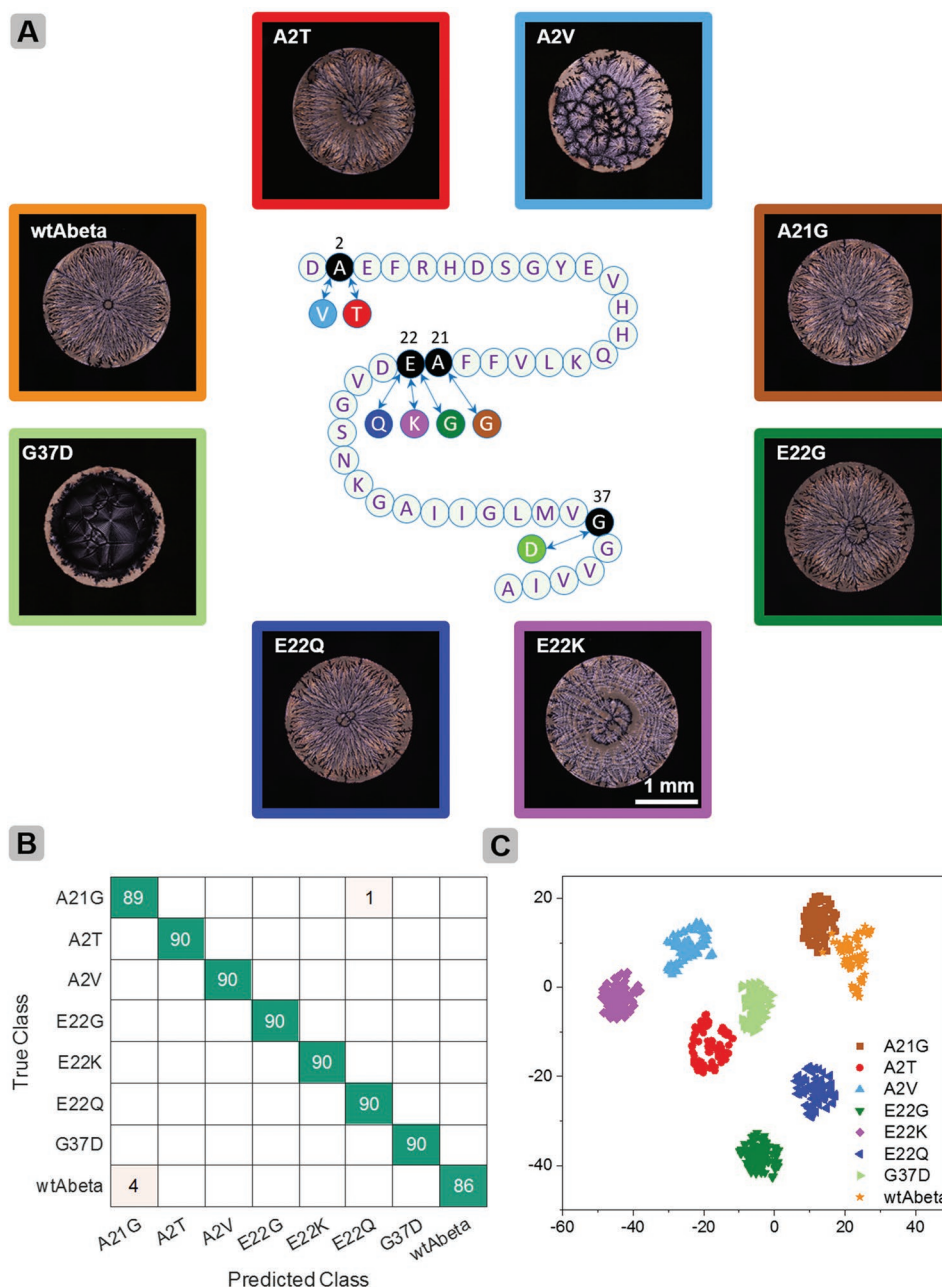 A
A2T
A2V
wtAbeta
A21G
2
D A E F R H D S G Y E V H H Q K L V F F A E D V G S N K G A I I G L M V G G V V I A
V T
22 21
Q K G G
37
D
G37D
E22G
E22Q
E22K
1 mm
B
True Class
A21G
A2T
A2V
E22G
E22K
E22Q
G37D
wtAbeta
89 1
90
90
90
90
90
90
4 86
A21G A2T A2V E22G E22K E22Q G37D wtAbeta
Predicted Class
C
20
0
-20
-40
-60 -40 -20 0 20 40
A21G
A2T
A2V
E22G
E22K
E22Q
G37D
wtAbeta